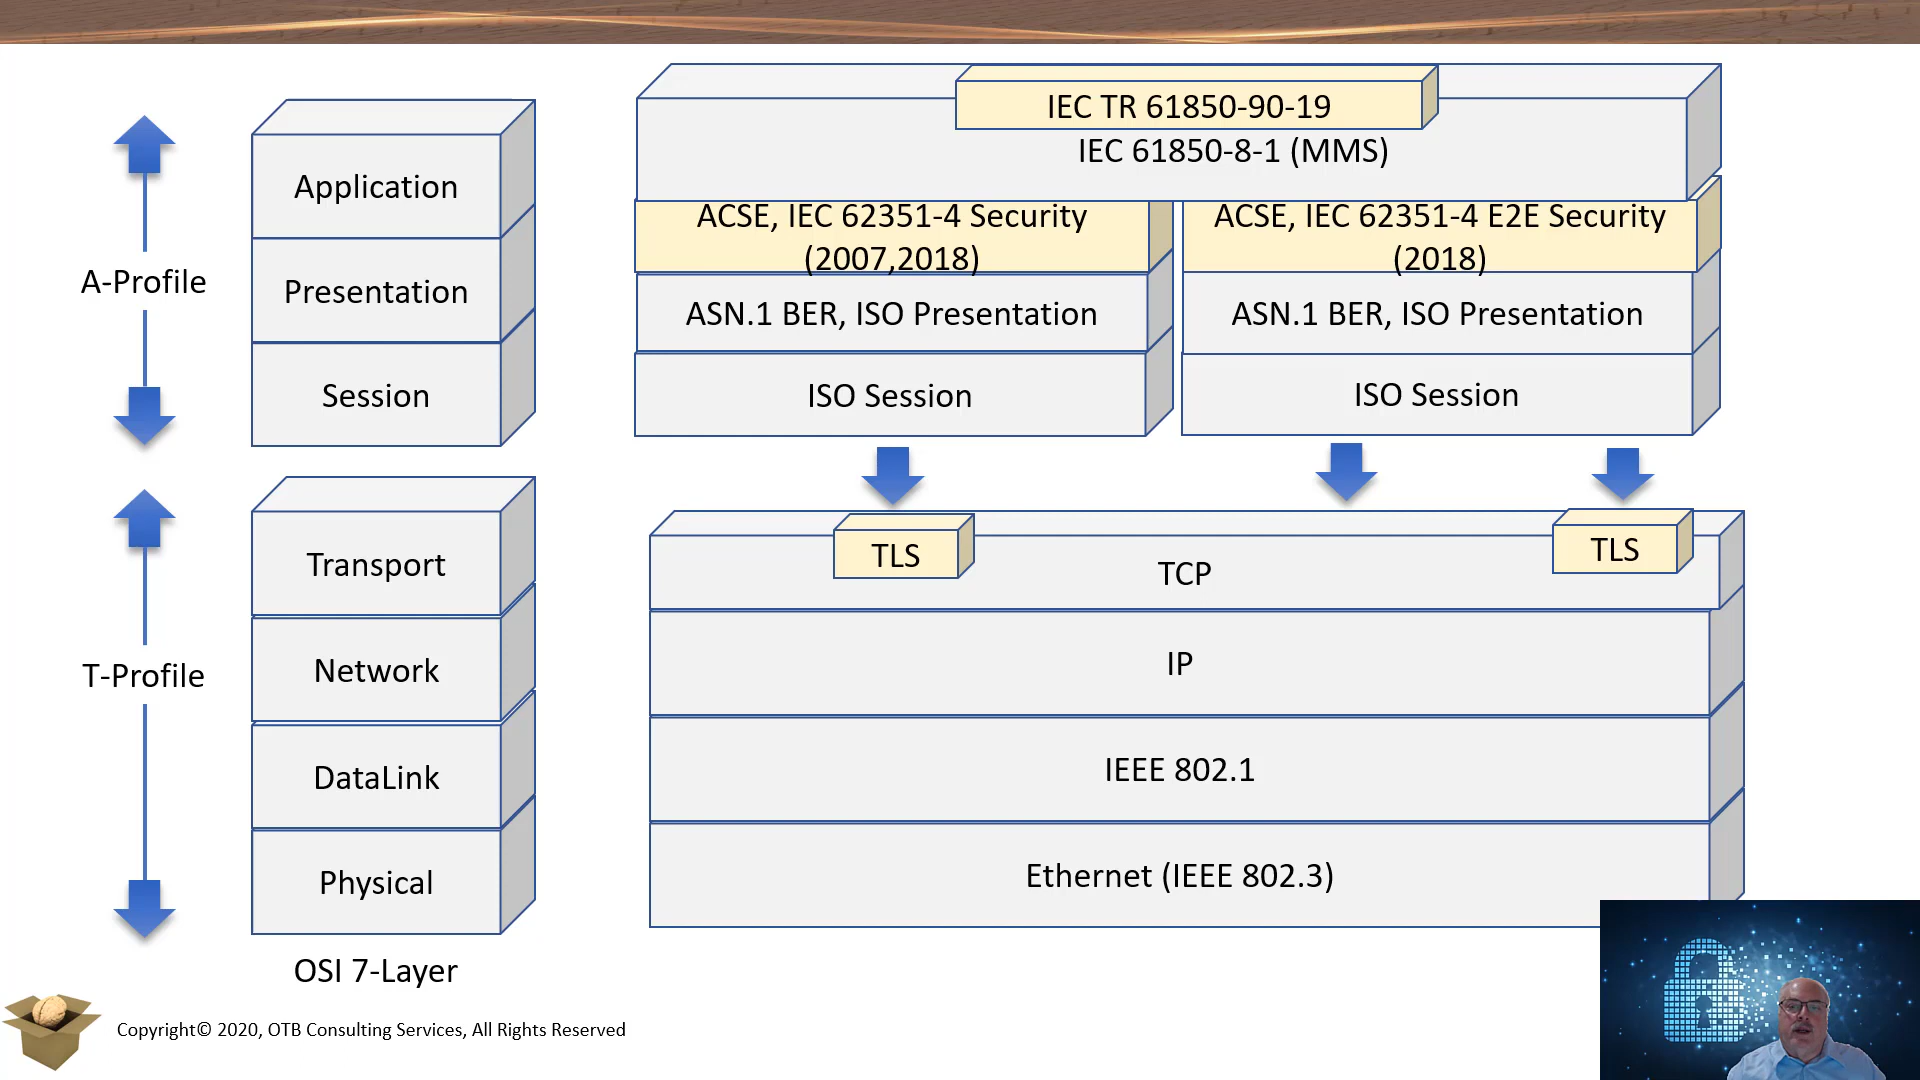 A-Profile
Application
Presentation
Session
T-Profile
Transport
Network
DataLink
Physical
OSI 7-Layer
IEC TR 61850-90-19
IEC 61850-8-1 (MMS)
ACSE, IEC 62351-4 Security
(2007,2018)
ASN.1 BER, ISO Presentation
ISO Session
ACSE, IEC 62351-4 E2E Security
(2018)
ASN.1 BER, ISO Presentation
ISO Session
TLS
TCP
TLS
IP
IEEE 802.1
Ethernet (IEEE 802.3)
Copyright© 2020, OTB Consulting Services, All Rights Reserved